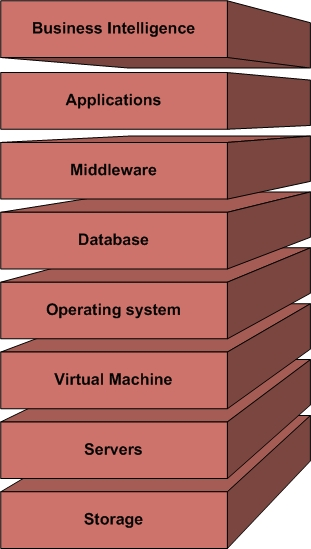 Business Intelligence
Applications
Middleware
Database
Operating system
Virtual Machine
Servers
Storage